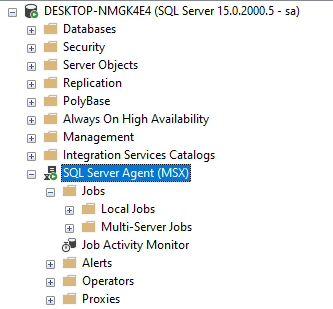 DESKTOP-NMGK4E4 (SQL Server 15.0.2000.5 - sa)
Databases
Security
Server Objects
Replication
PolyBase
Always On High Availability
Management
Integration Services Catalogs
SQL Server Agent (MSX)
Jobs
Local Jobs
Multi-Server Jobs
Job Activity Monitor
Alerts
Operators
Proxies